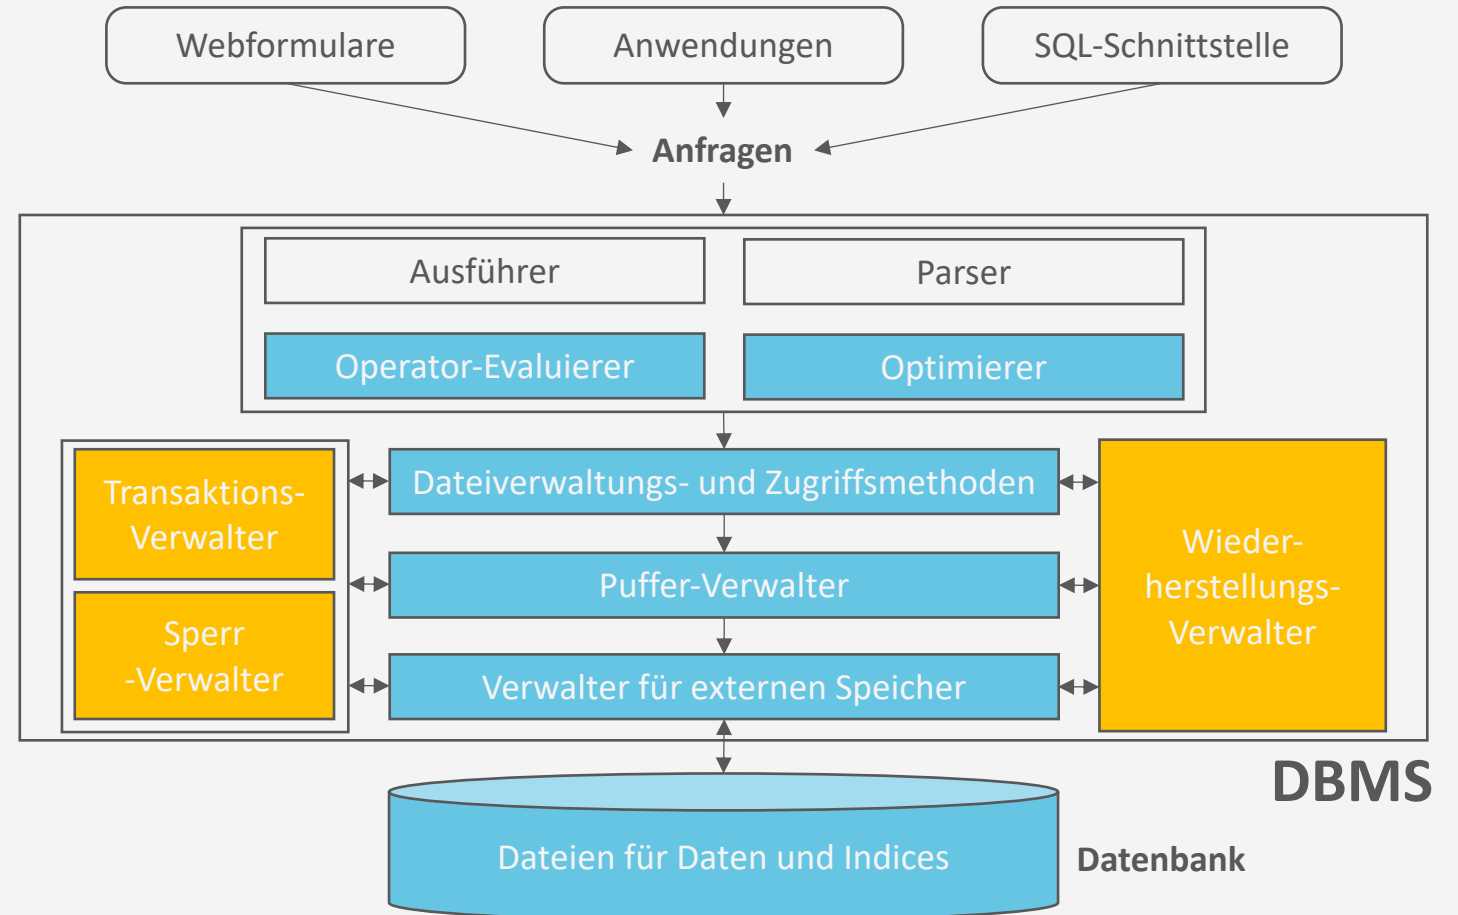 Webformulare
Anwendungen
SQL-Schnittstelle
Anfragen
Ausführer
Parser
Operator-Evaluierer
Optimierer
Transaktions-
Verwalter
Sperr
-Verwalter
Dateiverwaltungs- und Zugriffsmethoden
Puffer-Verwalter
Verwalter für externen Speicher
Wieder-
herstellungs-
Verwalter
DBMS
Dateien für Daten und Indices
Datenbank